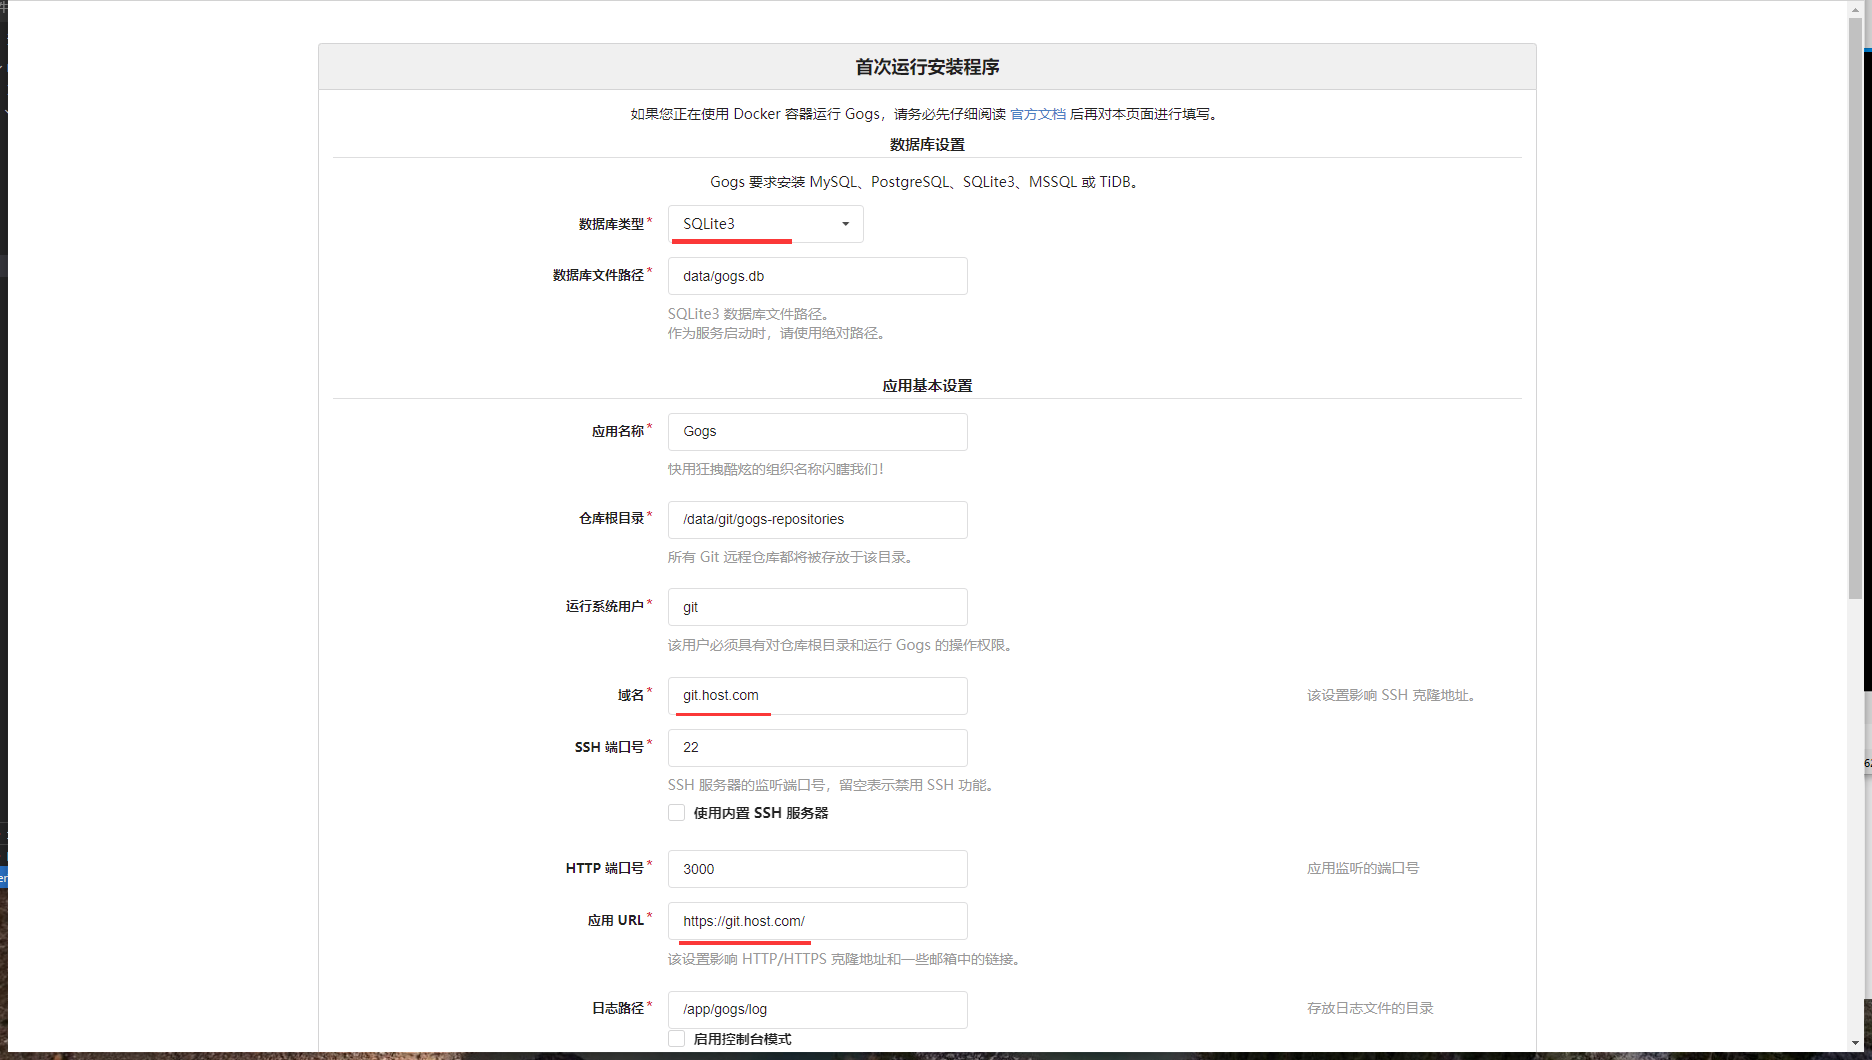 首次运行安装程序
如果您正在使用 Docker 容器运行 Gogs，请务必先仔细阅读 官方文档 后再对本页面进行填写。
数据库设置
Gogs 要求安装 MySQL、PostgreSQL、SQLite3、MSSQL 或 TiDB。
数据库类型* SQLite3
数据库文件路径* data/gogs.db
SQLite3 数据库文件路径。
作为服务启动时，请使用绝对路径。
应用基本设置
应用名称* Gogs
快用狂拽酷炫的组织名称闪瞎我们！
仓库根目录* /data/git/gogs-repositories
所有 Git 远程仓库都将被存放于该目录。
运行系统用户* git
该用户必须具有对仓库根目录和运行 Gogs 的操作权限。
域名* git.host.com 该设置影响 SSH 克隆地址。
SSH 端口号* 22
SSH 服务器的监听端口号，留空表示禁用 SSH 功能。
使用内置 SSH 服务器
HTTP 端口号* 3000 应用监听的端口号
应用 URL* https://git.host.com/
该设置影响 HTTP/HTTPS 克隆地址和一些邮箱中的链接。
日志路径* /app/gogs/log 存放日志文件的目录
启用控制台模式